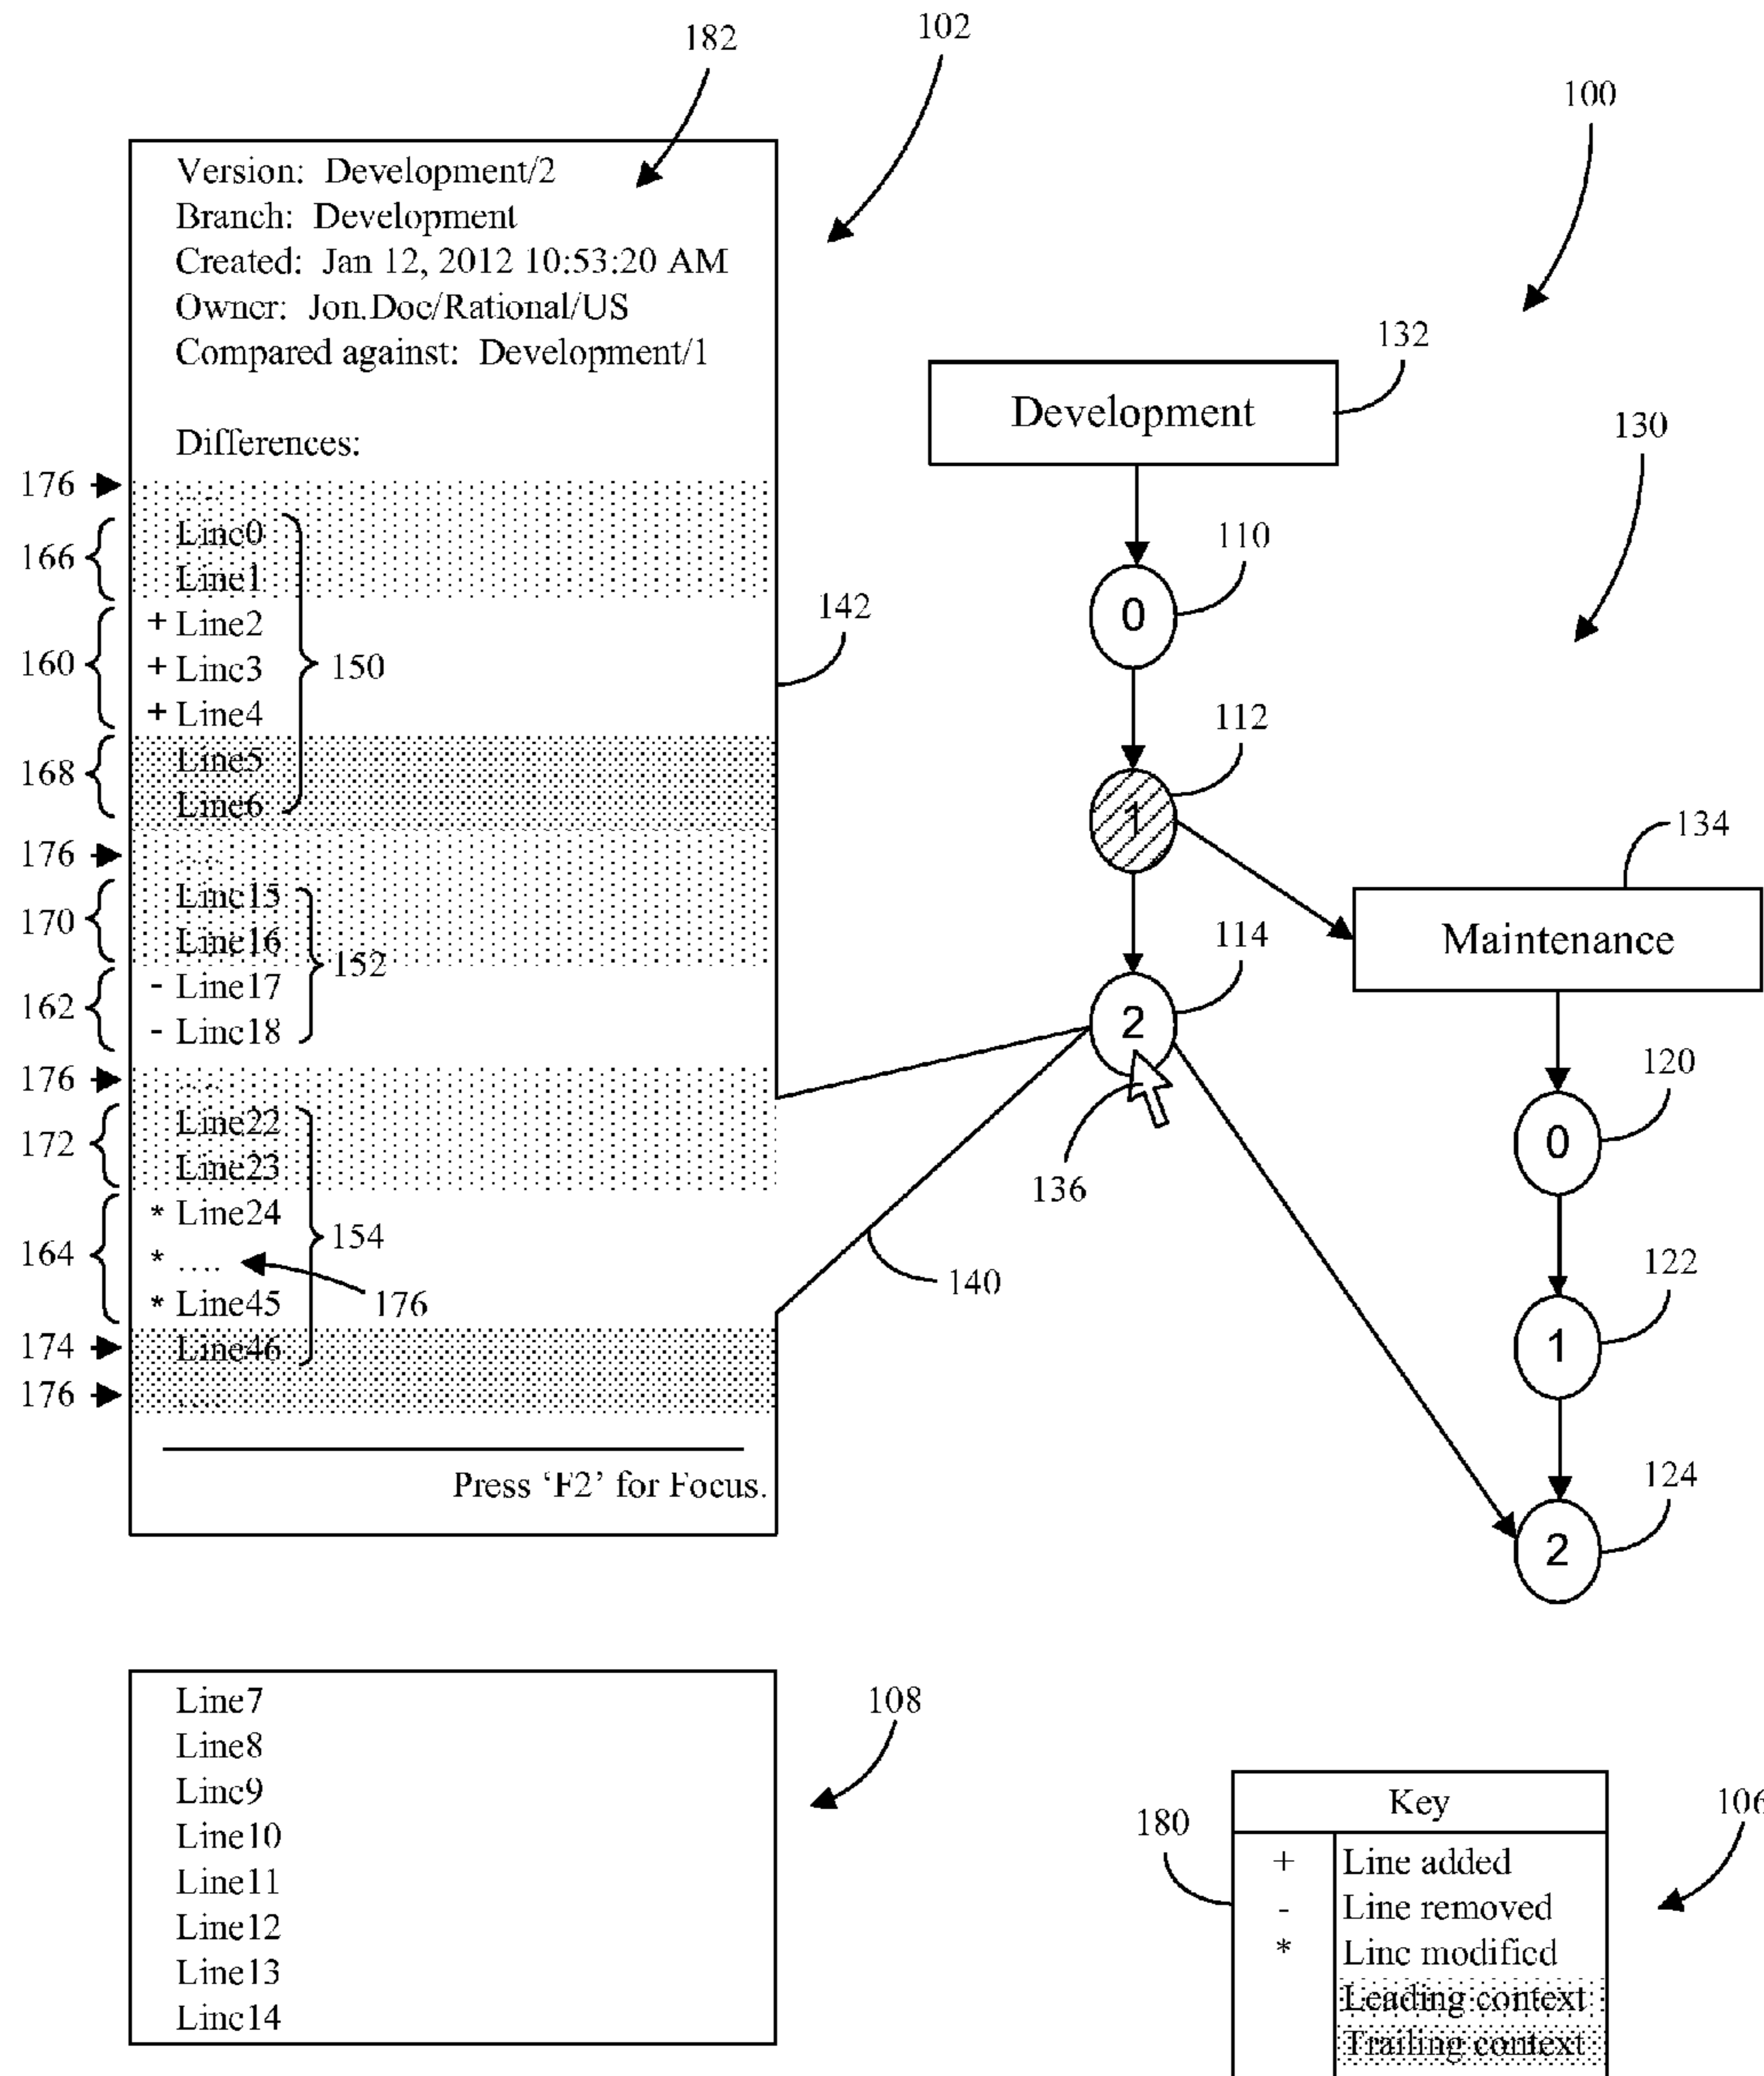 182
102
100
Version: Development/2
Branch: Development
Created: Jan 12, 2012 10:53:20 AM
Owner: Jon.Doe/Rational/US
Compared against: Development/1
Differences:
176
....
166
Line0
Line1
160
+ Line2
+ Line3
+ Line4
150
168
Line5
Line6
176
....
170
Line15
Line16
152
162
- Line17
- Line18
176
....
172
Line22
Line23
164
* Line24
* ....
* Line45
154
176
174
Line46
176
....
Press ‘F2’ for Focus.
142
140
132
Development
130
110
0
112
1
114
2
136
134
Maintenance
120
0
122
1
124
2
108
Line7
Line8
Line9
Line10
Line11
Line12
Line13
Line14
180
106
Key
+ Line added
- Line removed
* Line modified
Leading context
Trailing context